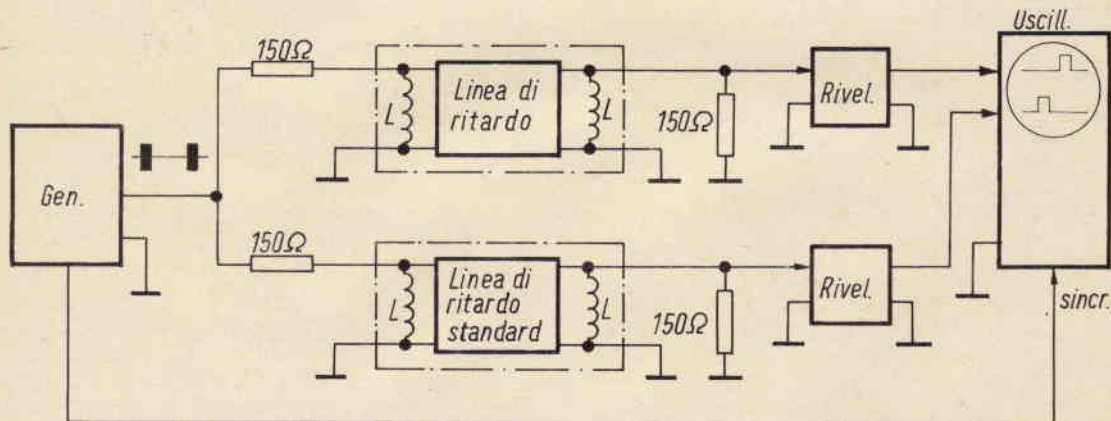 Uscill.
150Ω
L
Linea di
ritardo
L
150Ω
Rivel.
Gen.
150Ω
L
Linea di
ritardo
standard
L
150Ω
Rivel.
sincr.